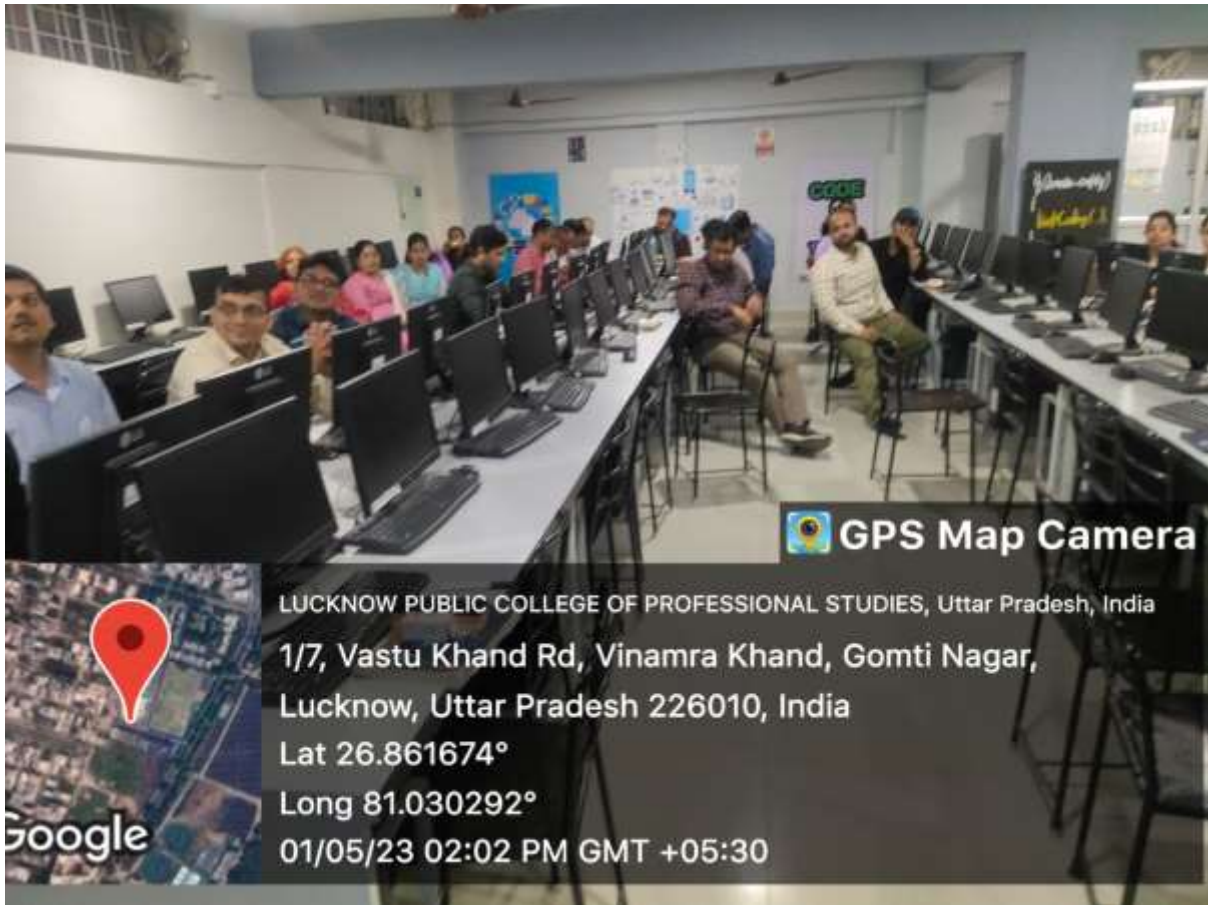 CODE
GPS Map Camera
LUCKNOW PUBLIC COLLEGE OF PROFESSIONAL STUDIES, Uttar Pradesh, India
1/7, Vastu Khand Rd, Vinamra Khand, Gomti Nagar,
Lucknow, Uttar Pradesh 226010, India
Lat 26.861674°
Long 81.030292°
01/05/23 02:02 PM GMT +05:30
Google